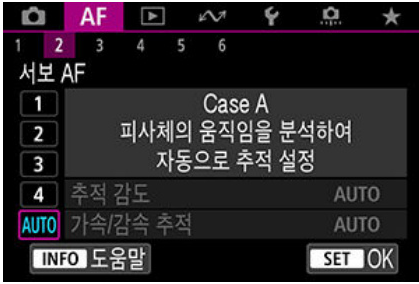 AF
1 2 3 4 5 6
서보 AF
1 Case A
2 피사체의 움직임을 분석하여
3 자동으로 추적 설정
4 추적 감도 AUTO
AUTO 가속/감속 추적 AUTO
INFO 도움말 SET OK